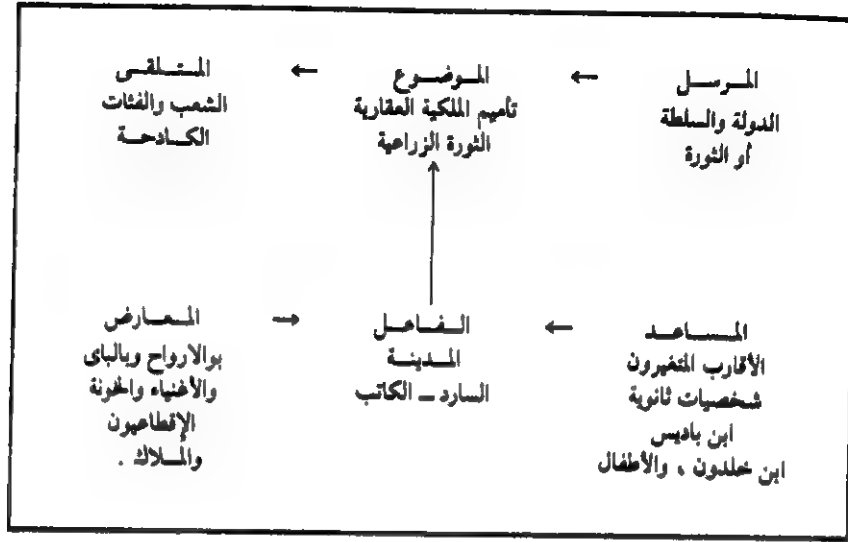 المرسل
الدولة والسلطة
أو الثورة
←
الموضوع
تأميم الملكية العقارية
الثورة الزراعية
←
المتلقى
الشعب والفئات
الكادحة
المساعد
الأقارب المتغيرون
شخصيات ثانوية
ابن باديس
ابن خلدون ، والأطفال
←
الفاعل
المدينة
السارد ــ الكاتب
→
المعارض
بوالارواح وبالباى
والأغنياء والخونة
الإقطاعيون
والملاك .